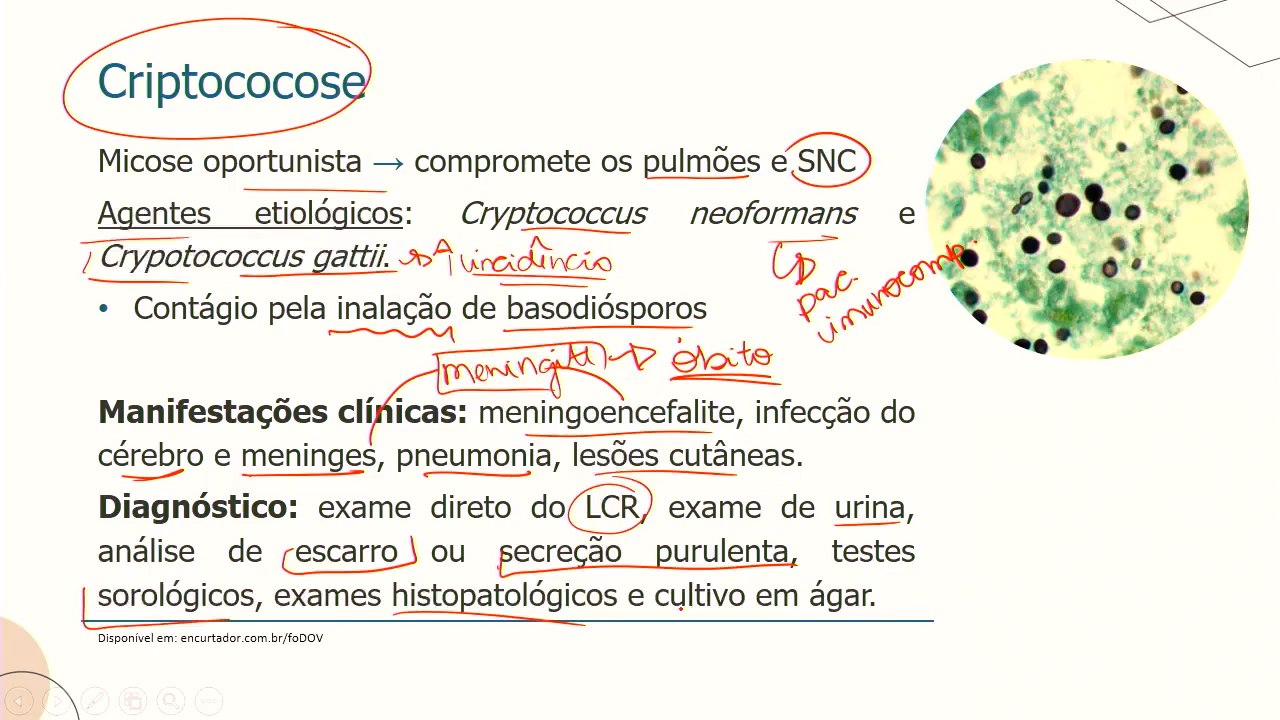 Criptococose
Micose oportunista → compromete os pulmões e SNC
Agentes etiológicos: Cryptococcus neoformans e
Crypotococcus gattii. → ↑ incidência
→ pac. imunocomp.
• Contágio pela inalação de basodiósporos
meningite → óbito
Manifestações clínicas: meningoencefalite, infecção do
cérebro e meninges, pneumonia, lesões cutâneas.
Diagnóstico: exame direto do LCR, exame de urina,
análise de escarro ou secreção purulenta, testes
sorológicos, exames histopatológicos e cultivo em ágar.
Disponível em: encurtador.com.br/foDOV